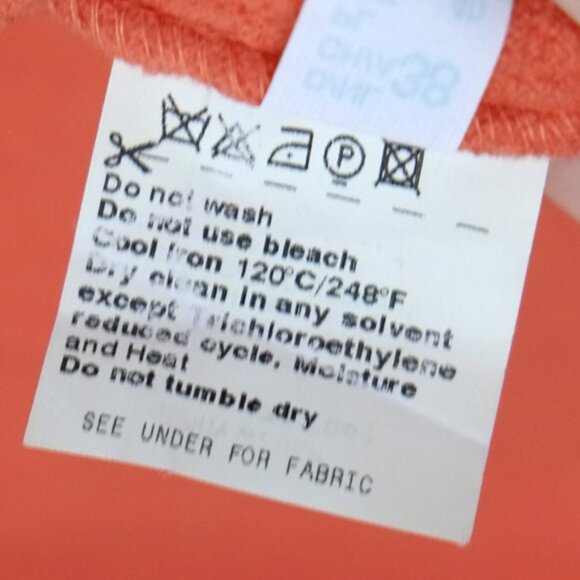 38
P
Do not wash
Do not use bleach
Cool Iron 120°C/248°F
Dry clean in any solvent
except Trichloroethylene
reduced cycle, Moisture
and Heat
Do not tumble dry
SEE UNDER FOR FABRIC